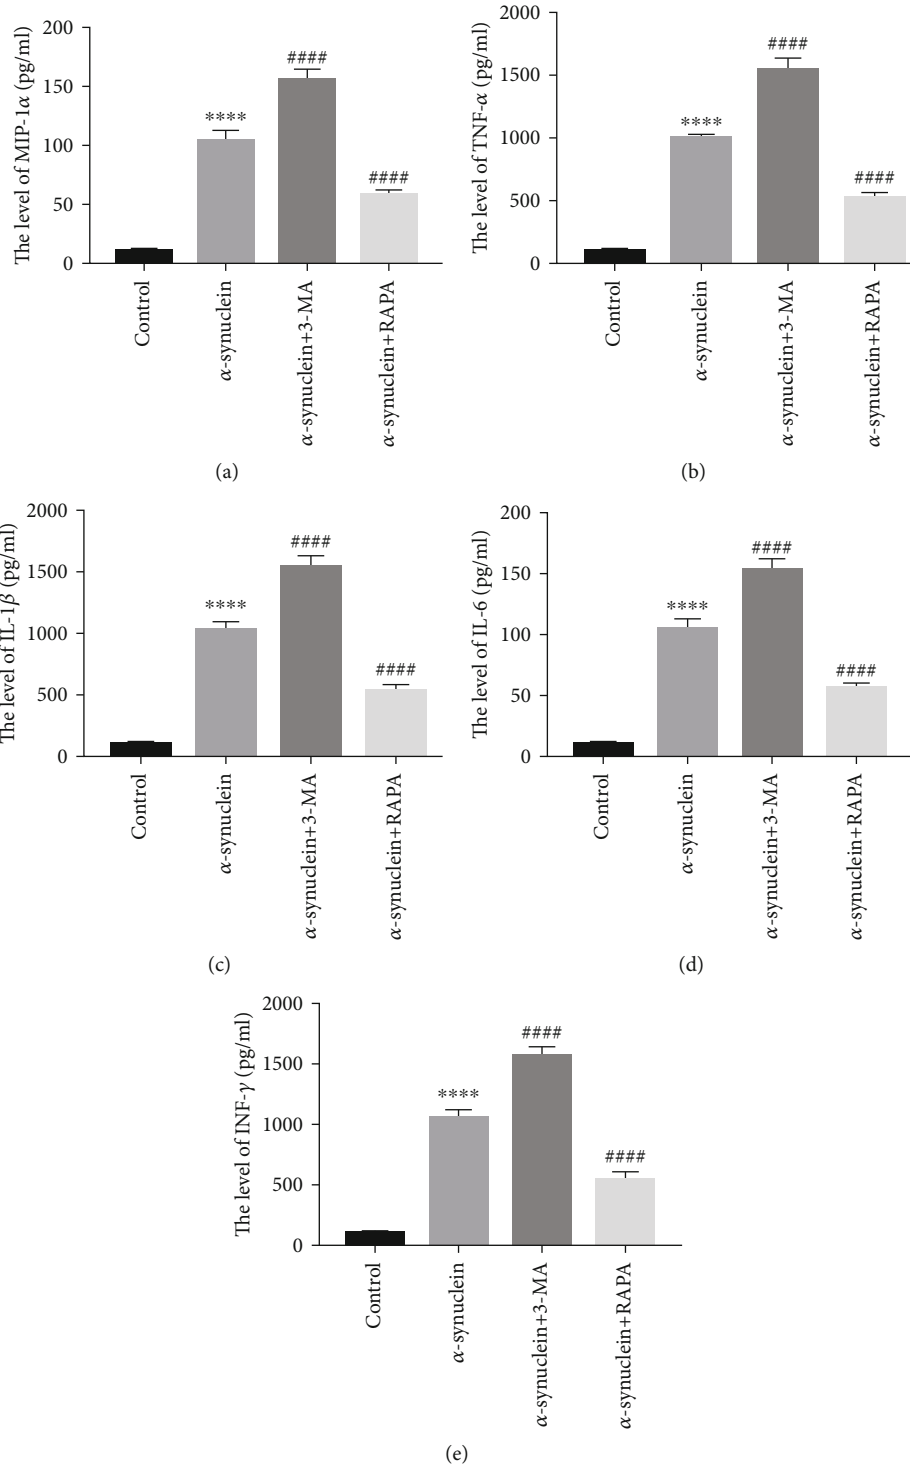 The level of MIP-1α (pg/ml)
200
150
100
50
0
****
####
####
Control
α-synuclein
α-synuclein+3-MA
α-synuclein+RAPA
(a)
The level of TNF-α (pg/ml)
2000
1500
1000
500
0
****
####
####
Control
α-synuclein
α-synuclein+3-MA
α-synuclein+RAPA
(b)
The level of IL-1β (pg/ml)
2000
1500
1000
500
0
****
####
####
Control
α-synuclein
α-synuclein+3-MA
α-synuclein+RAPA
(c)
The level of IL-6 (pg/ml)
200
150
100
50
0
****
####
####
Control
α-synuclein
α-synuclein+3-MA
α-synuclein+RAPA
(d)
The level of INF-γ (pg/ml)
2000
1500
1000
500
0
****
####
####
Control
α-synuclein
α-synuclein+3-MA
α-synuclein+RAPA
(e)